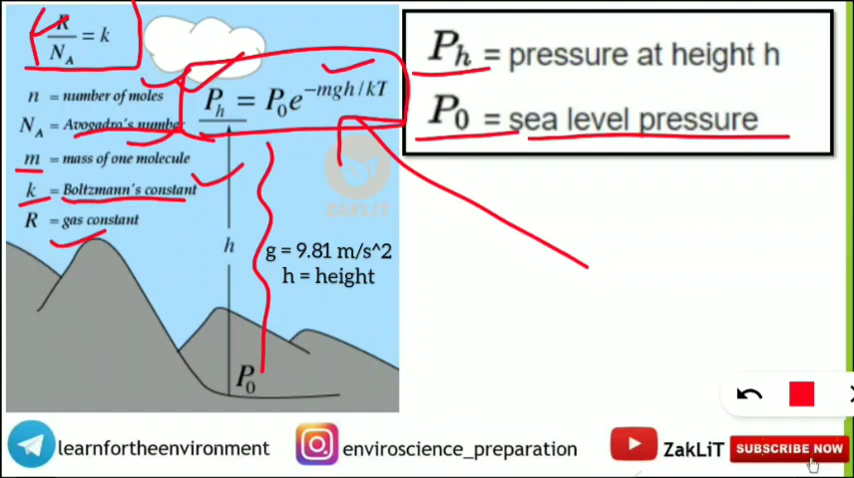 R
N_A = k
n = number of moles
N_A = Avogadro's number
m = mass of one molecule
k = Boltzmann's constant
R = gas constant
P_h = P_0e^{-mgh/kT}
h
g = 9.81 m/s^2
h = height
P_0
P_h = pressure at height h
P_0 = sea level pressure
ZakLiT
learnfortheenvironment
enviroscience_preparation
ZakLiT
SUBSCRIBE NOW